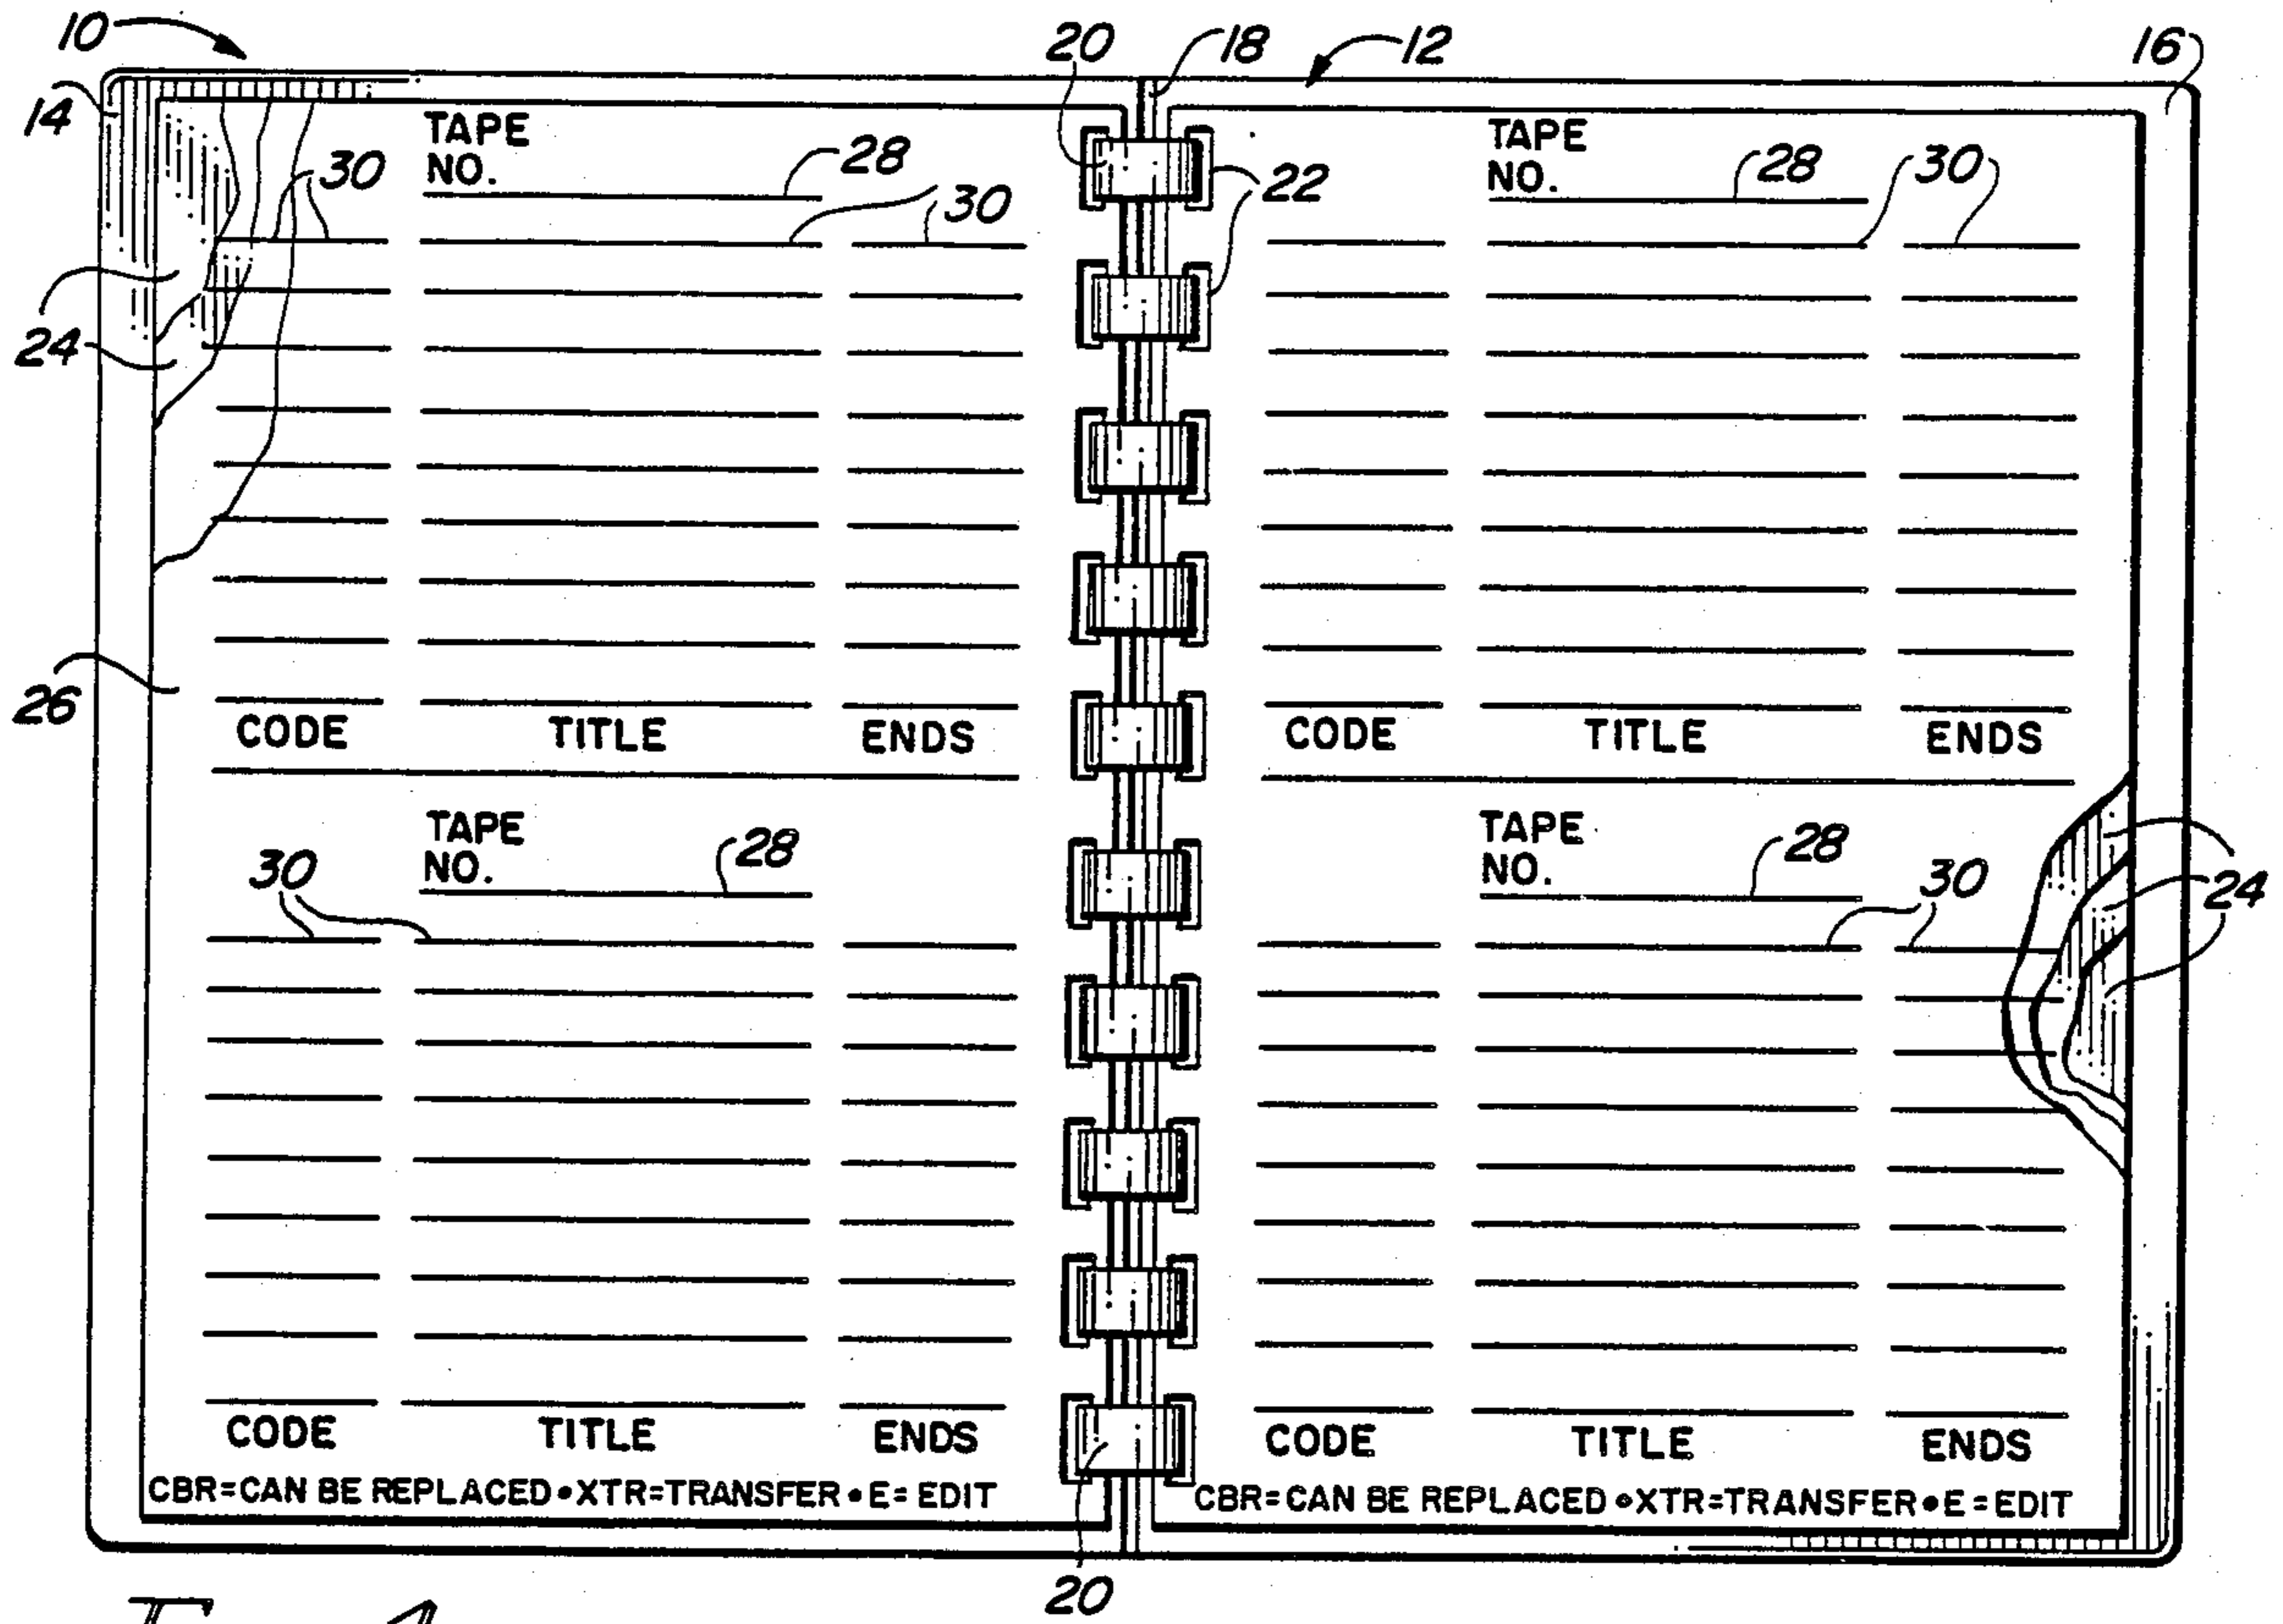 10 20 18 12 16
14
TAPE
NO. 28
30 30
TAPE
NO. 28
30
22
24
24
26
CODE TITLE ENDS
CODE TITLE ENDS
TAPE
NO. 28
30
TAPE
NO. 28
30
24
CODE TITLE ENDS
CODE TITLE ENDS
CBR=CAN BE REPLACED•XTR=TRANSFER•E=EDIT
CBR=CAN BE REPLACED•XTR=TRANSFER•E=EDIT
20